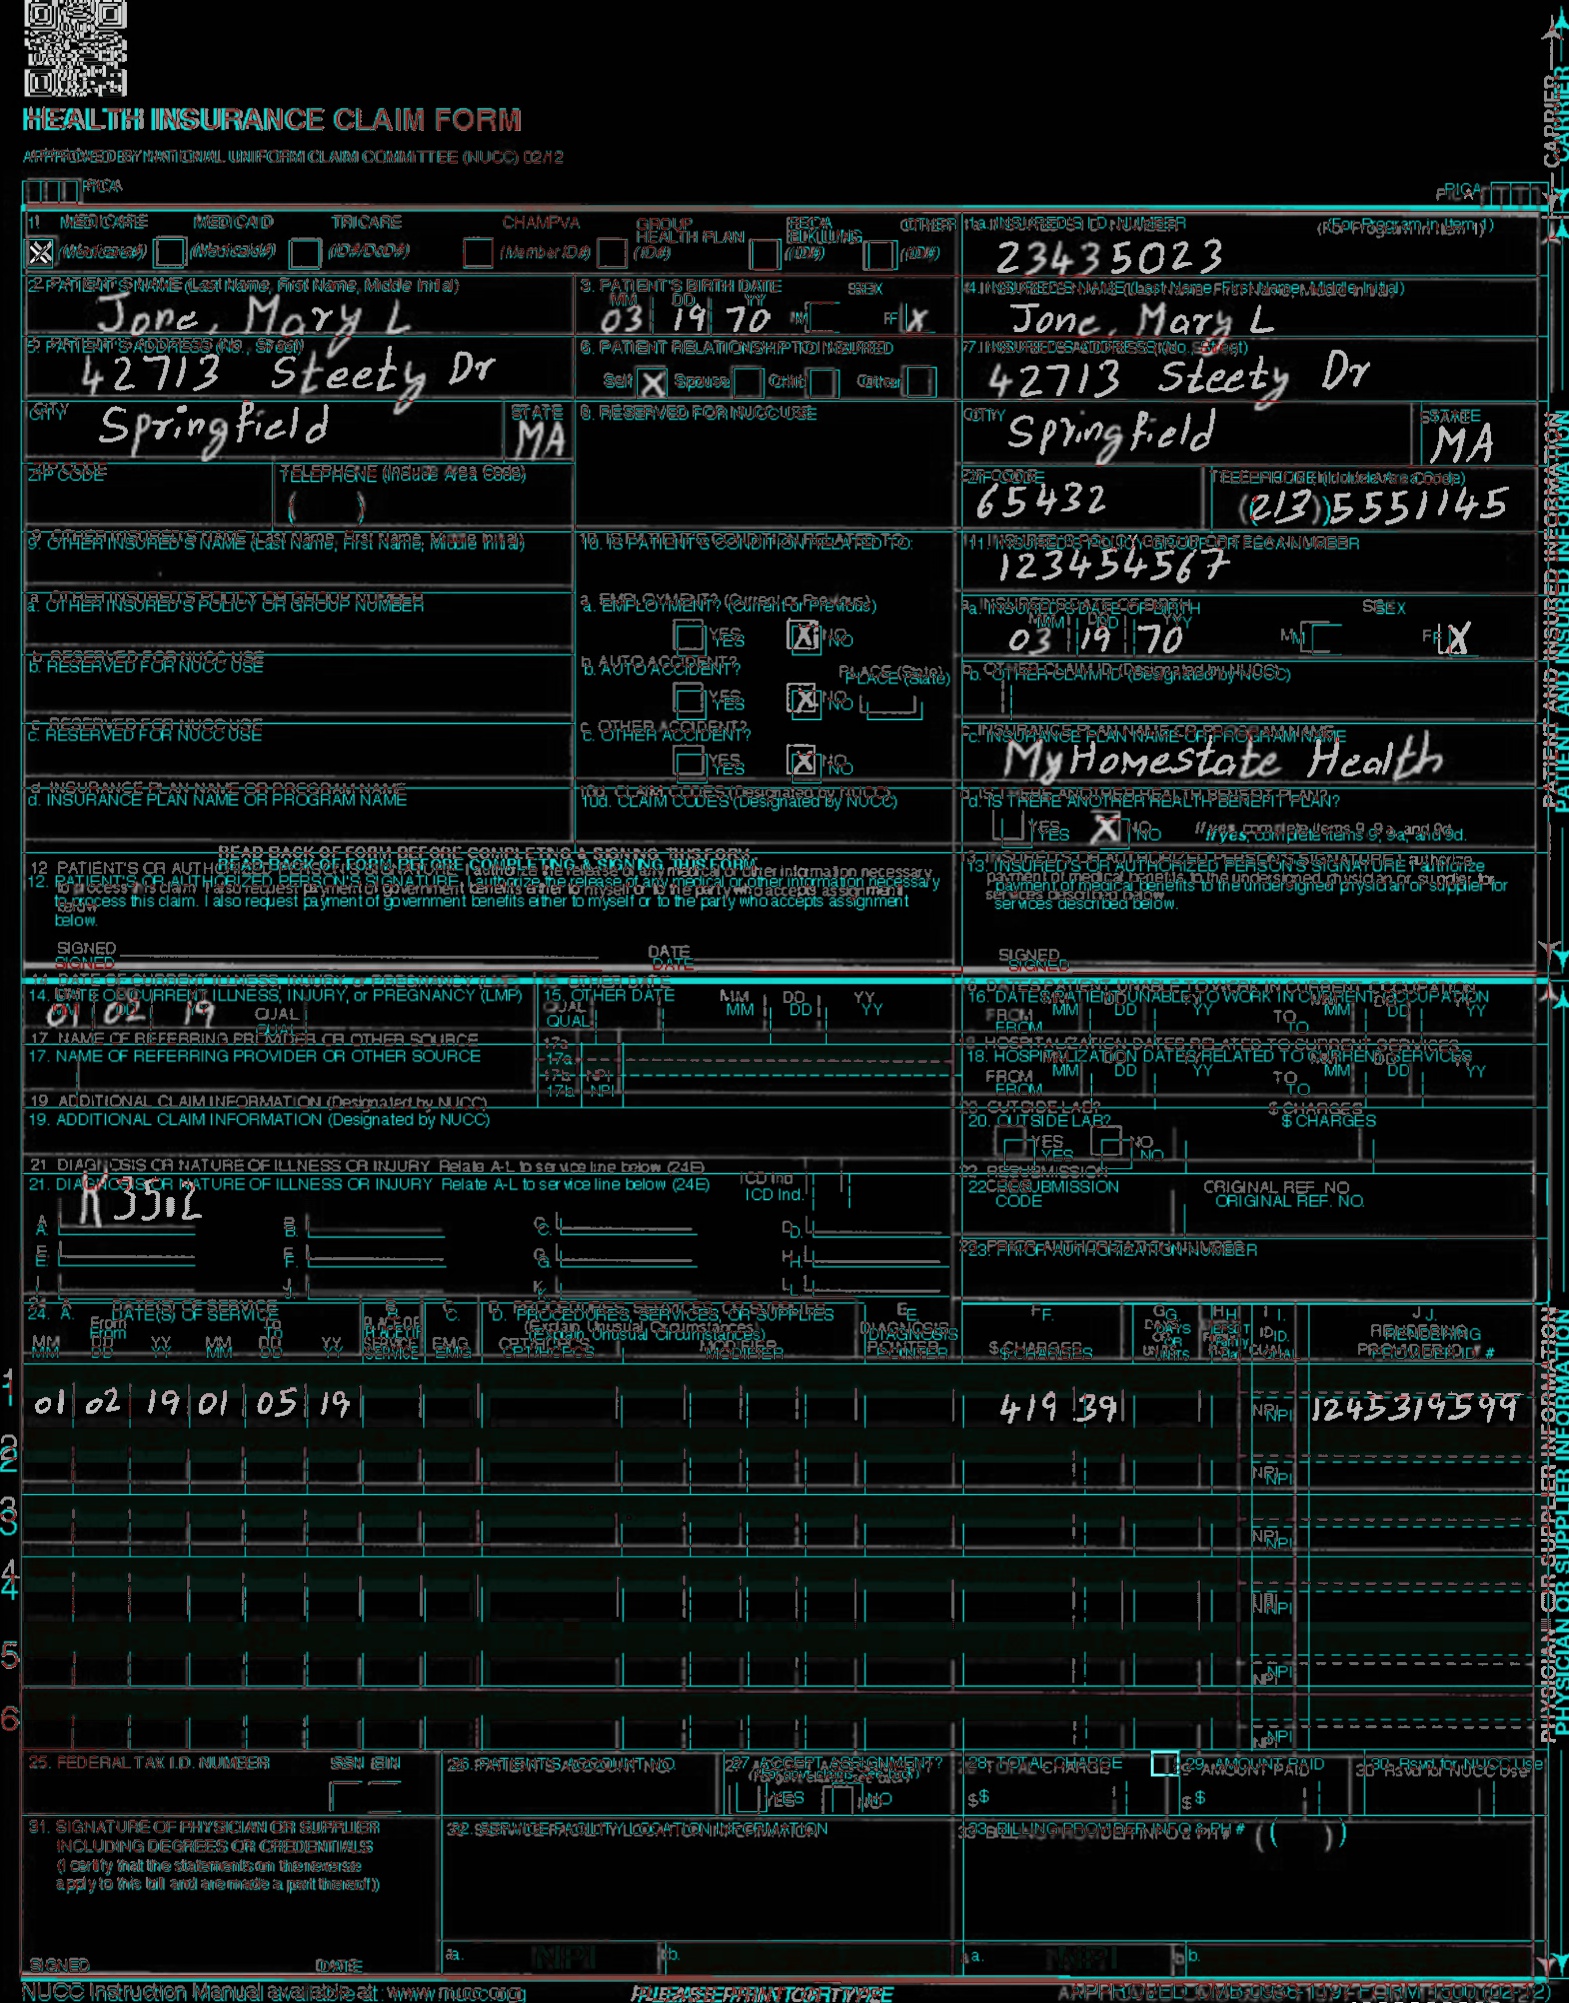 HEALTH INSURANCE CLAIM FORM
APPROVED BY NATIONAL UNIFORM CLAIM COMMITTEE (NUCC) 02/12
PICA
PICA
CARRIER
1. MEDICARE MEDICAID TRICARE CHAMPVA GROUP HEALTH PLAN FECA BLK LUNG OTHER
(Medicare#) (Medicaid#) (ID#/DoD#) (Member ID#) (ID#) (ID#) (ID#)
1a. INSURED'S I.D. NUMBER (For Program in Item 1)
23435023
2. PATIENT'S NAME (Last Name, First Name, Middle Initial)
Jone, Mary L
3. PATIENT'S BIRTH DATE SEX
MM DD YY
03 19 70 M F X
4. INSURED'S NAME (Last Name, First Name, Middle Initial)
Jone, Mary L
5. PATIENT'S ADDRESS (No., Street)
42713 Steety Dr
6. PATIENT RELATIONSHIP TO INSURED
Self X Spouse Child Other
7. INSURED'S ADDRESS (No., Street)
42713 Steety Dr
CITY STATE
Springfield MA
8. RESERVED FOR NUCC USE
CITY STATE
Springfield MA
ZIP CODE TELEPHONE (Include Area Code)
( )
ZIP CODE TELEPHONE (Include Area Code)
65432 (213) 5551145
9. OTHER INSURED'S NAME (Last Name, First Name, Middle Initial)
10. IS PATIENT'S CONDITION RELATED TO:
11. INSURED'S POLICY GROUP OR FECA NUMBER
123454567
a. OTHER INSURED'S POLICY OR GROUP NUMBER
a. EMPLOYMENT? (Current or Previous)
YES X NO
a. INSURED'S DATE OF BIRTH SEX
MM DD YY
03 19 70 M F X
b. RESERVED FOR NUCC USE
b. AUTO ACCIDENT? PLACE (State)
YES X NO
b. OTHER CLAIM ID (Designated by NUCC)
c. RESERVED FOR NUCC USE
c. OTHER ACCIDENT?
YES X NO
c. INSURANCE PLAN NAME OR PROGRAM NAME
MyHomestate Health
d. INSURANCE PLAN NAME OR PROGRAM NAME
10d. CLAIM CODES (Designated by NUCC)
d. IS THERE ANOTHER HEALTH BENEFIT PLAN?
YES X NO If yes, complete items 9, 9a, and 9d.
READ BACK OF FORM BEFORE COMPLETING & SIGNING THIS FORM.
12. PATIENT'S OR AUTHORIZED PERSON'S SIGNATURE I authorize the release of any medical or other information necessary
to process this claim. I also request payment of government benefits either to myself or to the party who accepts assignment
below.
SIGNED DATE
13. INSURED'S OR AUTHORIZED PERSON'S SIGNATURE I authorize
payment of medical benefits to the undersigned physician or supplier for
services described below.
SIGNED
PATIENT AND INSURED INFORMATION
14. DATE OF CURRENT ILLNESS, INJURY, or PREGNANCY (LMP)
MM DD YY
01 02 19 QUAL.
15. OTHER DATE
QUAL. MM DD YY
16. DATES PATIENT UNABLE TO WORK IN CURRENT OCCUPATION
FROM MM DD YY TO MM DD YY
17. NAME OF REFERRING PROVIDER OR OTHER SOURCE
17a.
17b. NPI
18. HOSPITALIZATION DATES RELATED TO CURRENT SERVICES
FROM MM DD YY TO MM DD YY
19. ADDITIONAL CLAIM INFORMATION (Designated by NUCC)
20. OUTSIDE LAB? $ CHARGES
YES NO
21. DIAGNOSIS OR NATURE OF ILLNESS OR INJURY Relate A-L to service line below (24E) ICD Ind.
A. K35.2 B. C. D.
E. F. G. H.
I. J. K. L.
22. RESUBMISSION CODE ORIGINAL REF. NO.
23. PRIOR AUTHORIZATION NUMBER
24. A. DATE(S) OF SERVICE B. C. D. PROCEDURES, SERVICES, OR SUPPLIES E. F. G. H. I. J.
From To PLACE OF SERVICE EMG (Explain Unusual Circumstances) DIAGNOSIS POINTER $ CHARGES DAYS OR UNITS ID. QUAL. RENDERING PROVIDER ID. #
MM DD YY MM DD YY CPT/HCPCS MODIFIER
1 01 02 19 01 05 19 419 39 NPI 1245319599
2 NPI
3 NPI
4 NPI
5 NPI
6 NPI
PHYSICIAN OR SUPPLIER INFORMATION
25. FEDERAL TAX I.D. NUMBER SSN EIN
26. PATIENT'S ACCOUNT NO.
27. ACCEPT ASSIGNMENT?
(For govt. claims, see back)
YES NO
28. TOTAL CHARGE
$
29. AMOUNT PAID
$
30. Rsvd for NUCC Use
31. SIGNATURE OF PHYSICIAN OR SUPPLIER
INCLUDING DEGREES OR CREDENTIALS
(I certify that the statements on the reverse
apply to this bill and are made a part thereof.)
SIGNED DATE
32. SERVICE FACILITY LOCATION INFORMATION
a. NPI b.
33. BILLING PROVIDER INFO & PH # ( )
a. NPI b.
NUCC Instruction Manual available at: www.nucc.org
PLEASE PRINT OR TYPE